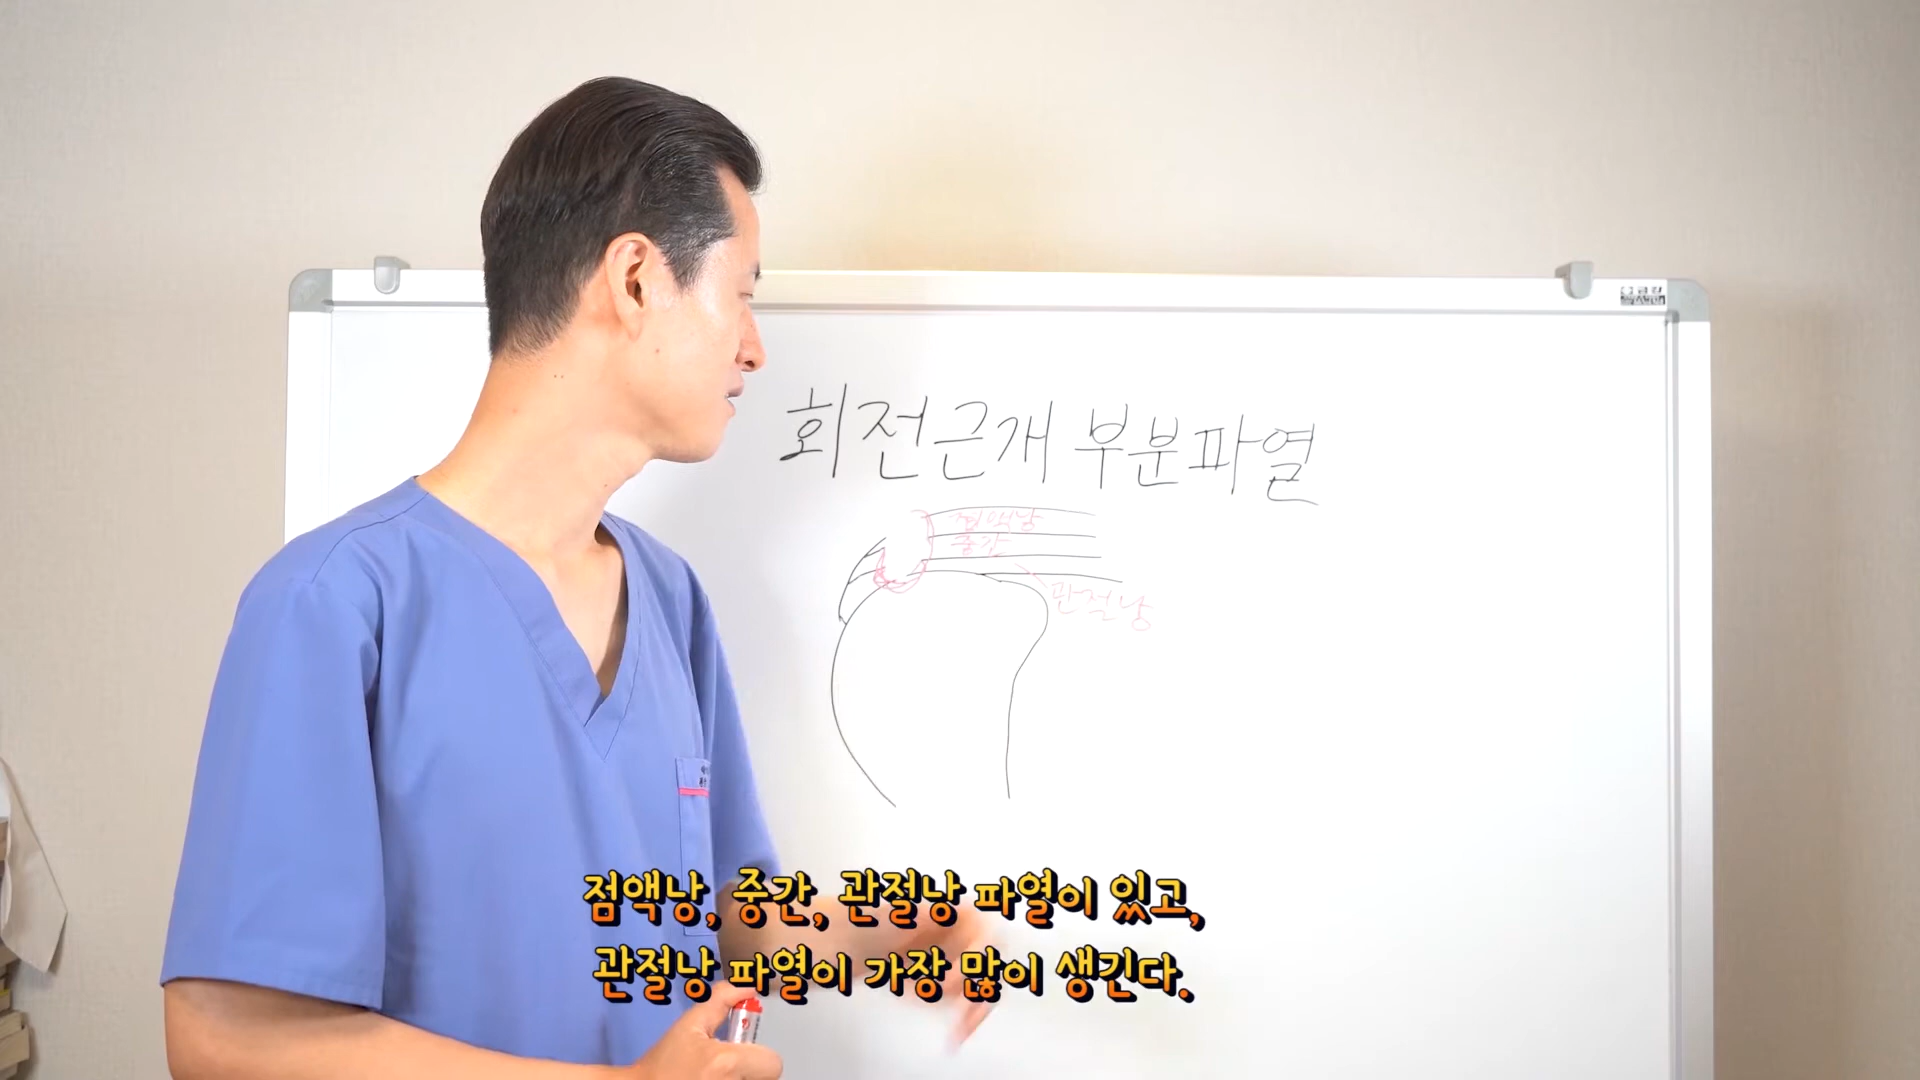 회전근개 부분파열
점액낭
중간
관절낭
점액낭, 중간, 관절낭 파열이 있고,
관절낭 파열이 가장 많이 생긴다.